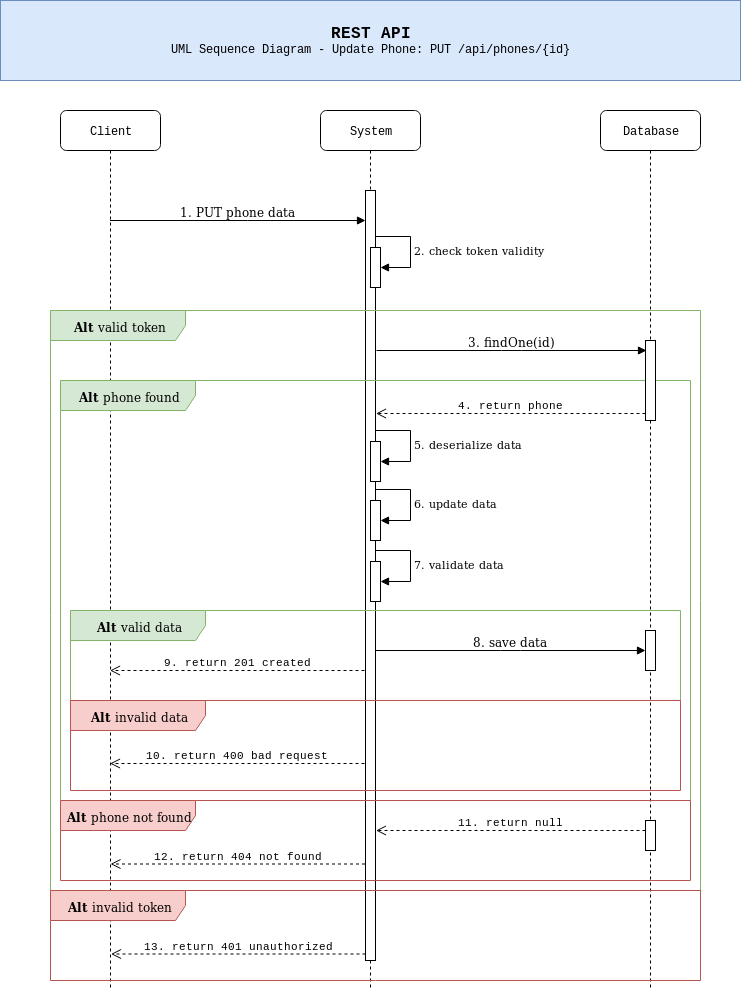 REST API
UML Sequence Diagram - Update Phone: PUT /api/phones/{id}
Client
System
Database
1. PUT phone data
2. check token validity
Alt valid token
3. findOne(id)
Alt phone found
4. return phone
5. deserialize data
6. update data
7. validate data
Alt valid data
8. save data
9. return 201 created
Alt invalid data
10. return 400 bad request
Alt phone not found
11. return null
12. return 404 not found
Alt invalid token
13. return 401 unauthorized